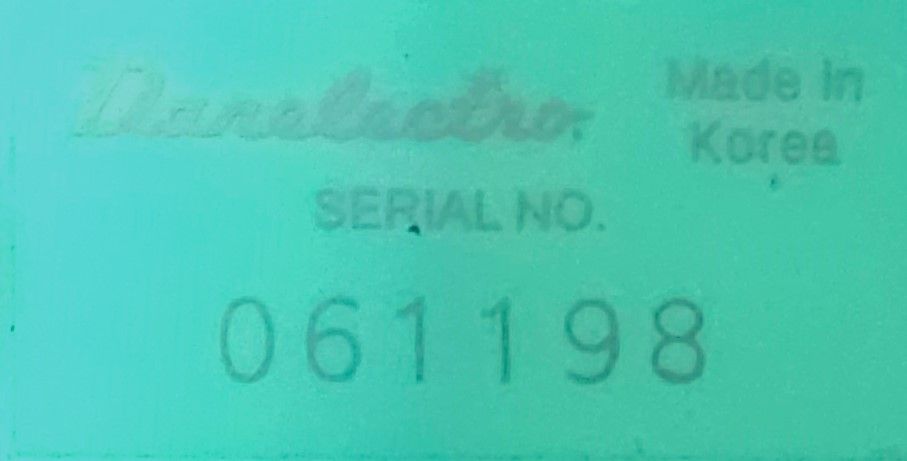 Danelectro.
Made in
Korea
SERIAL NO.
061198